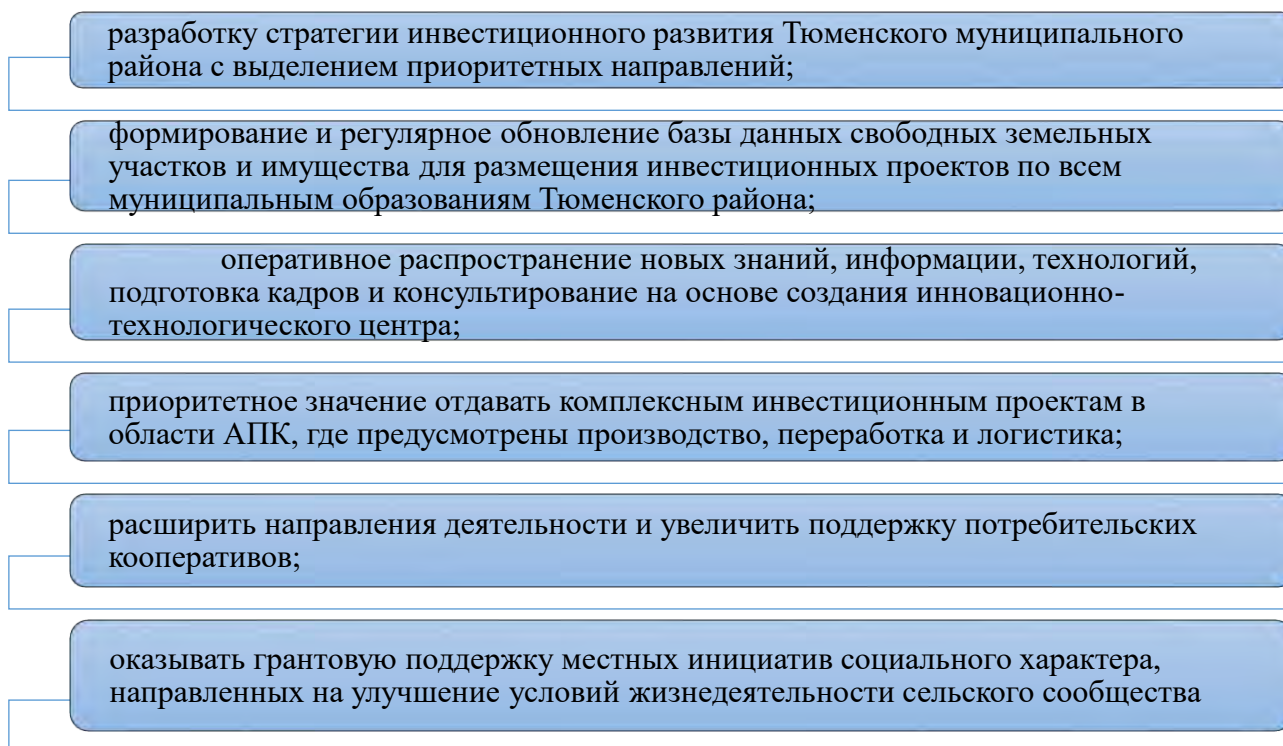 разработку стратегии инвестиционного развития Тюменского муниципального
района с выделением приоритетных направлений;
формирование и регулярное обновление базы данных свободных земельных
участков и имущества для размещения инвестиционных проектов по всем
муниципальным образованиям Тюменского района;
оперативное распространение новых знаний, информации, технологий,
подготовка кадров и консультирование на основе создания инновационно-
технологического центра;
приоритетное значение отдавать комплексным инвестиционным проектам в
области АПК, где предусмотрены производство, переработка и логистика;
расширить направления деятельности и увеличить поддержку потребительских
кооперативов;
оказывать грантовую поддержку местных инициатив социального характера,
направленных на улучшение условий жизнедеятельности сельского сообщества